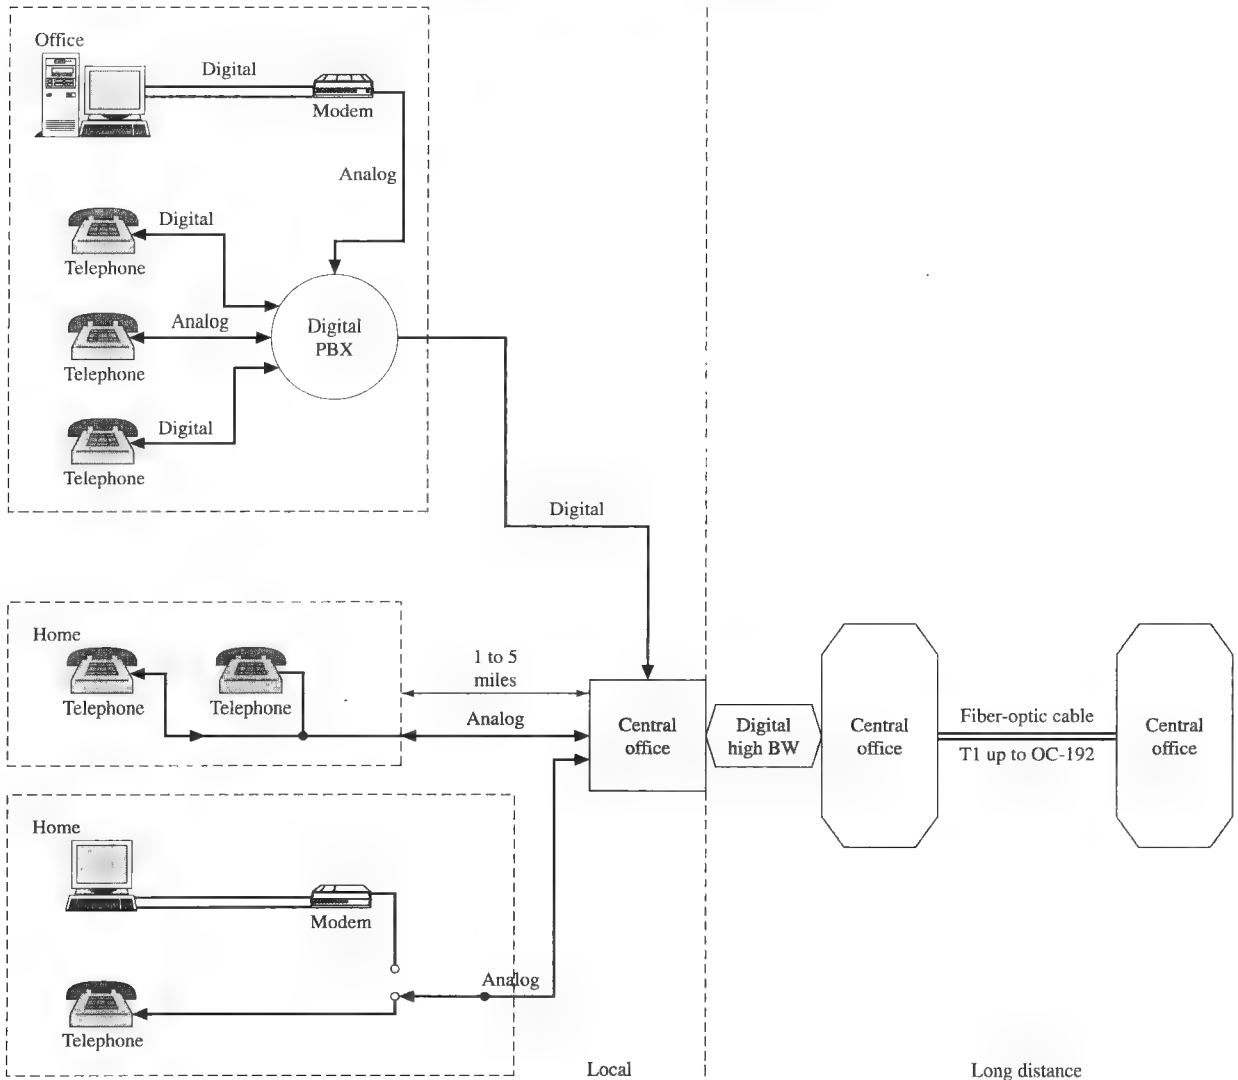 Office
Digital
Modem
Analog
Digital
Telephone
Analog
Telephone
Digital
Telephone
Digital
PBX
Digital
Home
Telephone
Telephone
1 to 5
miles
Analog
Central
office
Digital
high BW
Central
office
Fiber-optic cable
T1 up to OC-192
Central
office
Home
Modem
Analog
Telephone
Local
Long distance